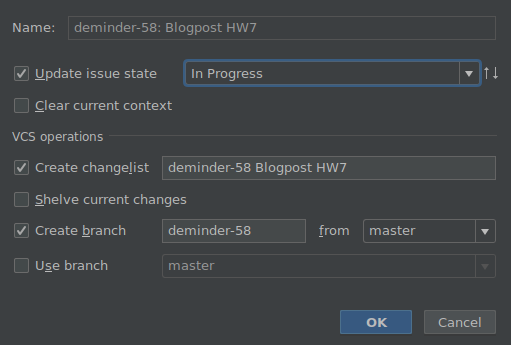 Name: deminder-58: Blogpost HW7
Update issue state In Progress
Clear current context
VCS operations
Create changelist deminder-58 Blogpost HW7
Shelve current changes
Create branch deminder-58 from master
Use branch master
OK Cancel